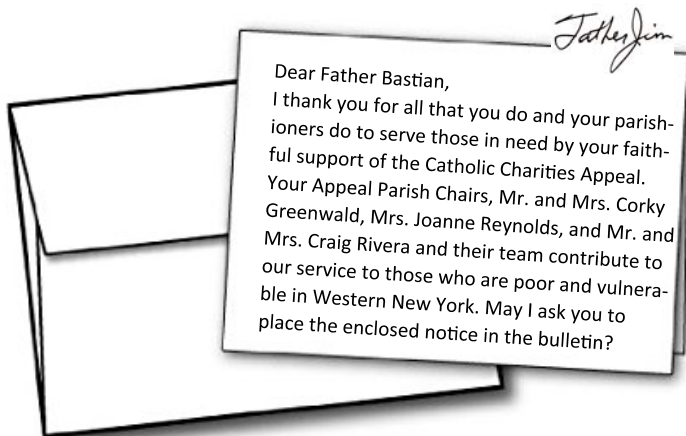 Father Jim
Dear Father Bastian,
I thank you for all that you do and your parish-
ioners do to serve those in need by your faith-
ful support of the Catholic Charities Appeal.
Your Appeal Parish Chairs, Mr. and Mrs. Corky
Greenwald, Mrs. Joanne Reynolds, and Mr. and
Mrs. Craig Rivera and their team contribute to
our service to those who are poor and vulnera-
ble in Western New York. May I ask you to
place the enclosed notice in the bulletin?